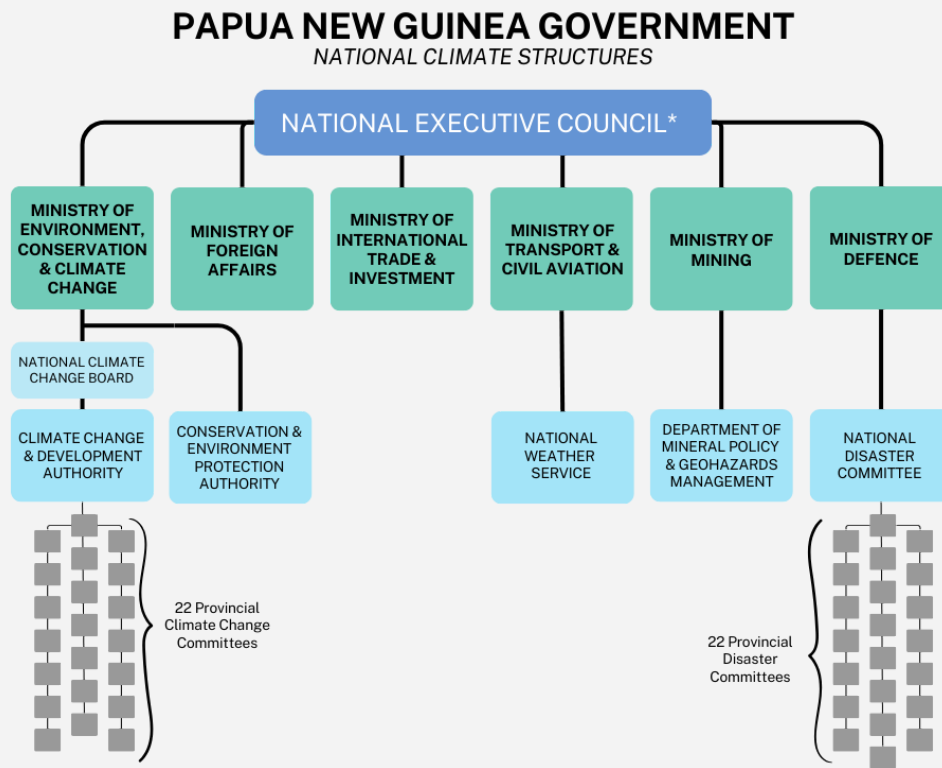 PAPUA NEW GUINEA GOVERNMENT
NATIONAL CLIMATE STRUCTURES
NATIONAL EXECUTIVE COUNCIL*
MINISTRY OF
ENVIRONMENT,
CONSERVATION
& CLIMATE
CHANGE
MINISTRY OF
FOREIGN
AFFAIRS
MINISTRY OF
INTERNATIONAL
TRADE &
INVESTMENT
MINISTRY OF
TRANSPORT &
CIVIL AVIATION
MINISTRY OF
MINING
MINISTRY OF
DEFENCE
NATIONAL CLIMATE
CHANGE BOARD
CLIMATE CHANGE
& DEVELOPMENT
AUTHORITY
CONSERVATION &
ENVIRONMENT
PROTECTION
AUTHORITY
NATIONAL
WEATHER
SERVICE
DEPARTMENT OF
MINERAL POLICY
& GEOHAZARDS
MANAGEMENT
NATIONAL
DISASTER
COMMITTEE
22 Provincial
Climate Change
Committees
22 Provincial
Disaster
Committees